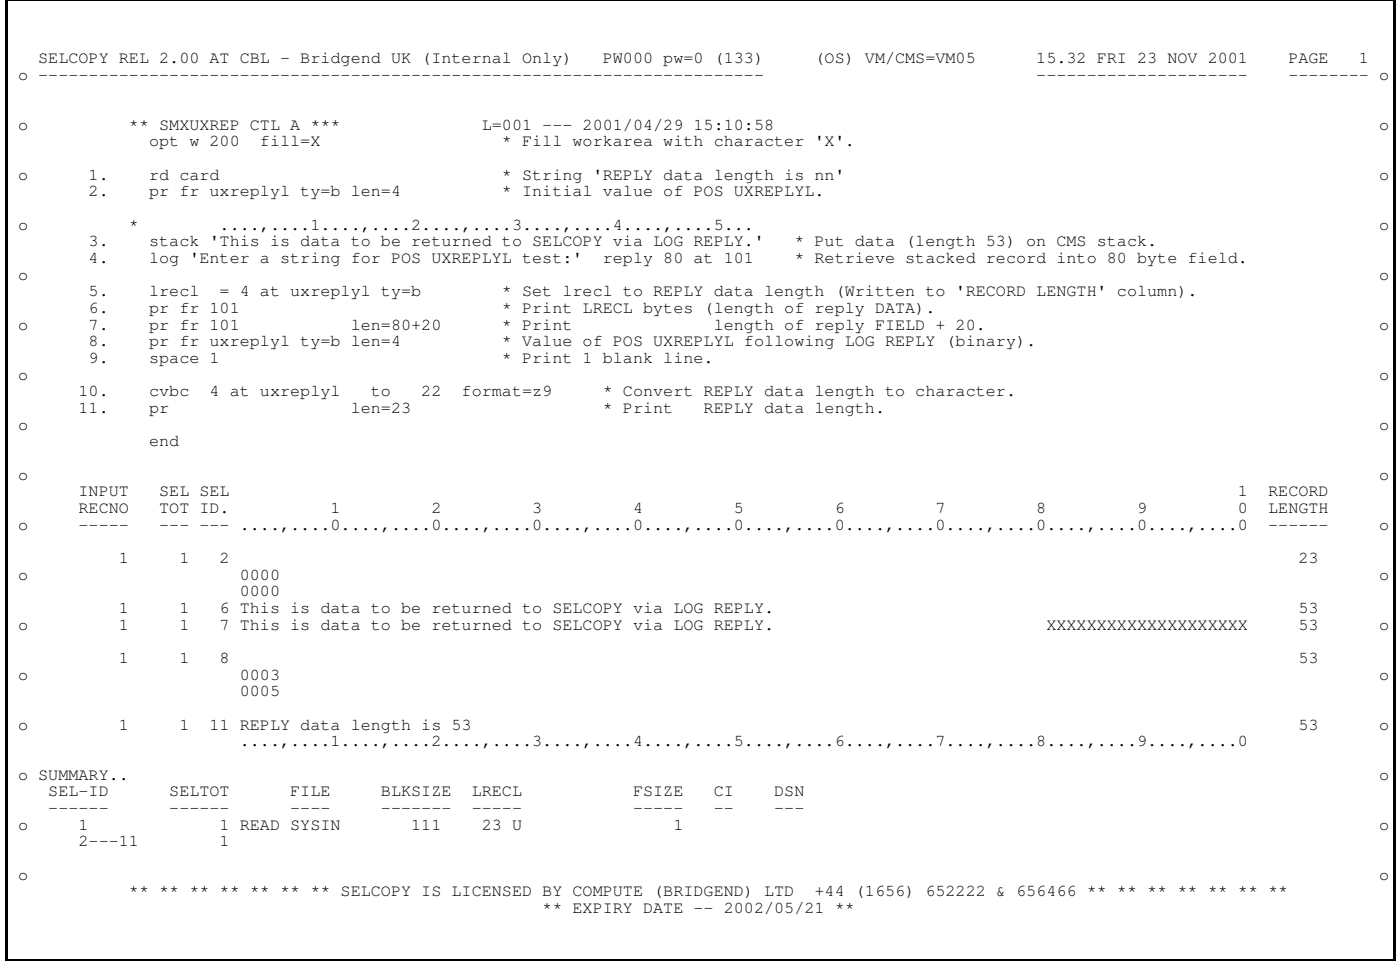 SELCOPY REL 2.00 AT CBL - Bridgend UK (Internal Only)   PW000 pw=0 (133)      (OS) VM/CMS=VM05      15.32 FRI 23 NOV 2001    PAGE   1
o ------------------------------------------------------------------------                           ---------------------    -------- o
o          ** SMXUXREP CTL A ***              L=001 --- 2001/04/29 15:10:58                                                            o
             opt w 200  fill=X                  * Fill workarea with character 'X'.
o      1.    rd card                            * String 'REPLY data length is nn'                                                     o
       2.    pr fr uxreplyl ty=b len=4          * Initial value of POS UXREPLYL.
o          *        ....,....1....,....2....,....3....,....4....,....5...                                                              o
       3.    stack 'This is data to be returned to SELCOPY via LOG REPLY.'   * Put data (length 53) on CMS stack.
       4.    log 'Enter a string for POS UXREPLYL test:'  reply 80 at 101    * Retrieve stacked record into 80 byte field.
o                                                                                                                                      o
       5.    lrecl  = 4 at uxreplyl ty=b        * Set lrecl to REPLY data length (Written to 'RECORD LENGTH' column).
       6.    pr fr 101                          * Print LRECL bytes (length of reply DATA).
o      7.    pr fr 101           len=80+20      * Print              length of reply FIELD + 20.                                       o
       8.    pr fr uxreplyl ty=b len=4          * Value of POS UXREPLYL following LOG REPLY (binary).
       9.    space 1                            * Print 1 blank line.
o                                                                                                                                      o
      10.    cvbc  4 at uxreplyl   to   22  format=z9     * Convert REPLY data length to character.
      11.    pr                  len=23                   * Print   REPLY data length.
o                                                                                                                                      o
             end
o                                                                                                                                      o
      INPUT   SEL SEL                                                                                                    1  RECORD
      RECNO   TOT ID.          1         2         3         4         5         6         7         8         9         0  LENGTH
o     -----   --- --- ....,....0....,....0....,....0....,....0....,....0....,....0....,....0....,....0....,....0....,....0  ------     o
          1     1   2                                                                                                          23
o                     0000                                                                                                             o
                      0000
          1     1   6 This is data to be returned to SELCOPY via LOG REPLY.                                                    53
o         1     1   7 This is data to be returned to SELCOPY via LOG REPLY.                           XXXXXXXXXXXXXXXXXXXX     53      o
          1     1   8                                                                                                          53
o                     0003                                                                                                             o
                      0005
o         1     1  11 REPLY data length is 53                                                                                  53      o
                      ....,....1....,....2....,....3....,....4....,....5....,....6....,....7....,....8....,....9....,....0
o SUMMARY..                                                                                                                            o
   SEL-ID      SELTOT      FILE     BLKSIZE  LRECL           FSIZE   CI    DSN
   ------      ------      ----     -------  -----           -----   --    ---
o     1             1 READ SYSIN       111    23 U               1                                                                     o
      2---11        1
o                                                                                                                                      o
           ** ** ** ** ** ** ** SELCOPY IS LICENSED BY COMPUTE (BRIDGEND) LTD  +44 (1656) 652222 & 656466 ** ** ** ** ** ** **
                                                    ** EXPIRY DATE -- 2002/05/21 **